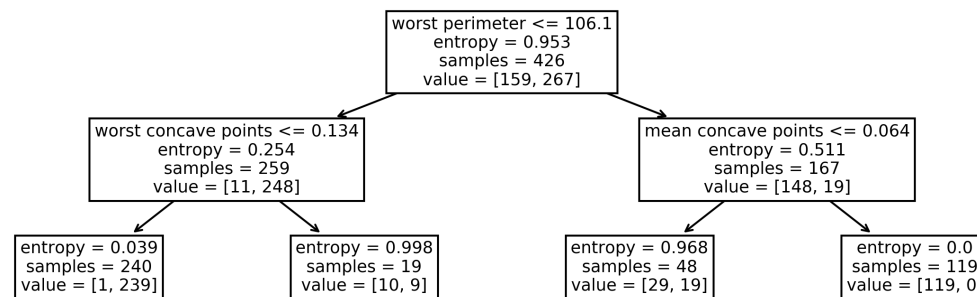 worst perimeter <= 106.1
entropy = 0.953
samples = 426
value = [159, 267]
worst concave points <= 0.134
entropy = 0.254
samples = 259
value = [11, 248]
mean concave points <= 0.064
entropy = 0.511
samples = 167
value = [148, 19]
entropy = 0.039
samples = 240
value = [1, 239]
entropy = 0.998
samples = 19
value = [10, 9]
entropy = 0.968
samples = 48
value = [29, 19]
entropy = 0.0
samples = 119
value = [119, 0